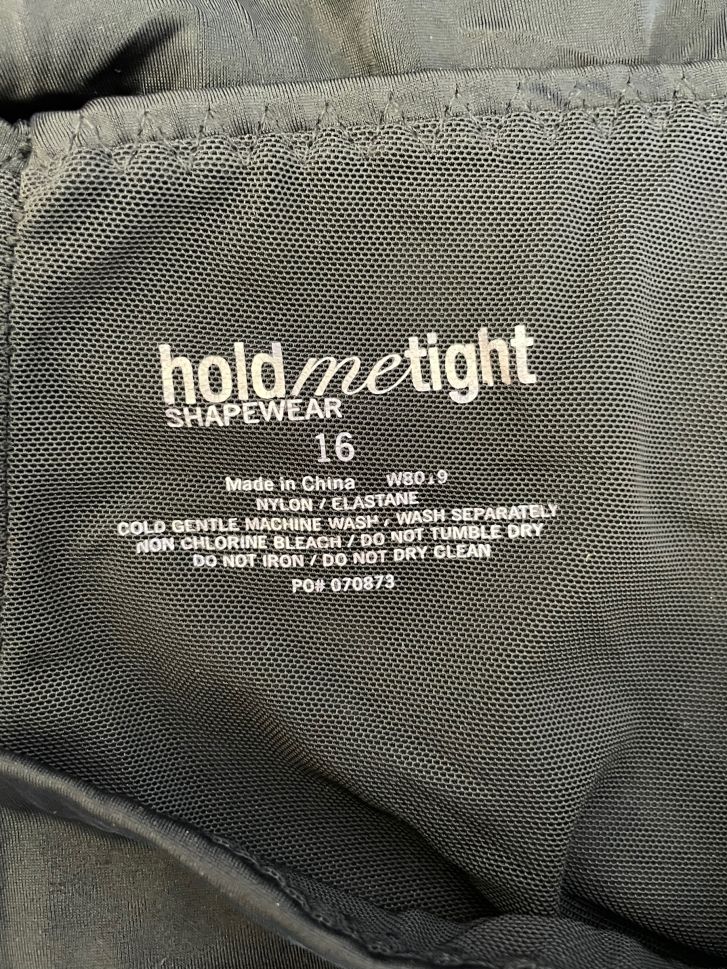 holdmetight
SHAPEWEAR
16
Made in China
NYLON / ELASTANE
COLD GENTLE MACHINE WASH / WASH SEPARATELY
NON CHLORINE BLEACH / DO NOT TUMBLE DRY
DO NOT IRON / DO NOT DRY CLEAN
PO# 070873